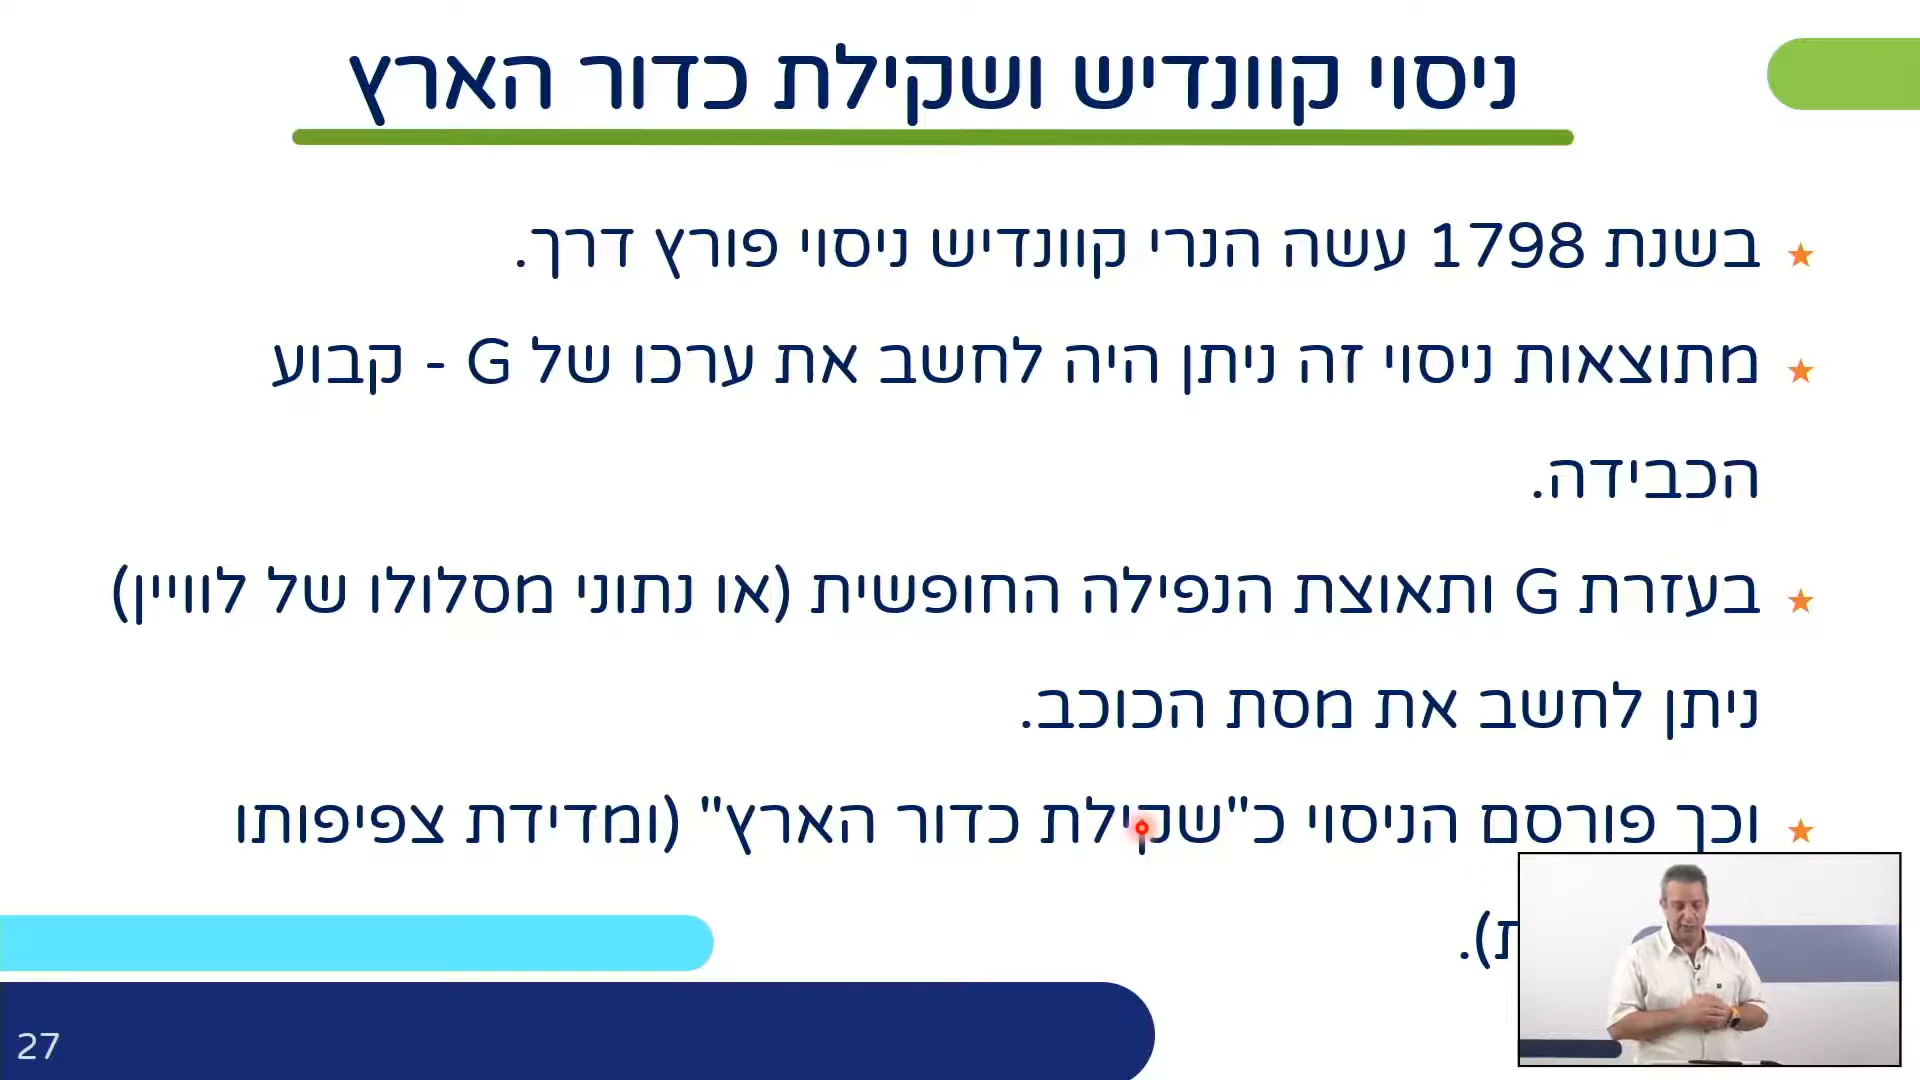 ניסוי קוונדיש ושקילת כדור הארץ
בשנת 1798 עשה הנרי קוונדיש ניסוי פורץ דרך.
מתוצאות ניסוי זה ניתן היה לחשב את ערכו של G - קבוע
הכבידה.
בעזרת G ותאוצת הנפילה החופשית (או נתוני מסלולו של לוויין)
ניתן לחשב את מסת הכוכב.
וכך פורסם הניסוי כ"שקילת כדור הארץ" (ומדידת צפיפותו
27